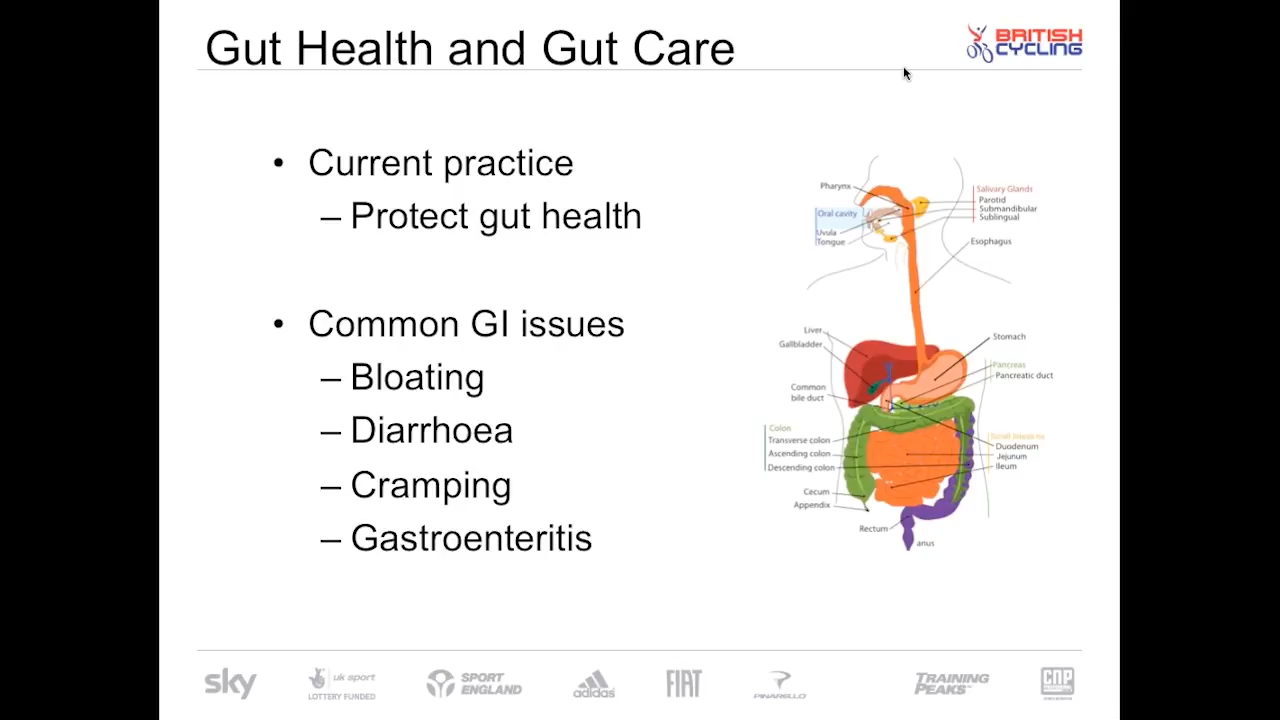 Gut Health and Gut Care
BRITISH
CYCLING
• Current practice
– Protect gut health
• Common GI issues
– Bloating
– Diarrhoea
– Cramping
– Gastroenteritis
Pharynx
Oral cavity
Uvula
Tongue
Salivary Glands
Parotid
Submandibular
Sublingual
Esophagus
Liver
Gallbladder
Common
bile duct
Stomach
Pancreas
Pancreatic duct
Colon
Transverse colon
Ascending colon
Descending colon
Small intestine
Duodenum
Jejunum
Ileum
Cecum
Appendix
Rectum
anus
sky
uk sport
LOTTERY FUNDED
SPORT
ENGLAND
adidas
FIAT
PINARELLO
TRAINING
PEAKS
CNP